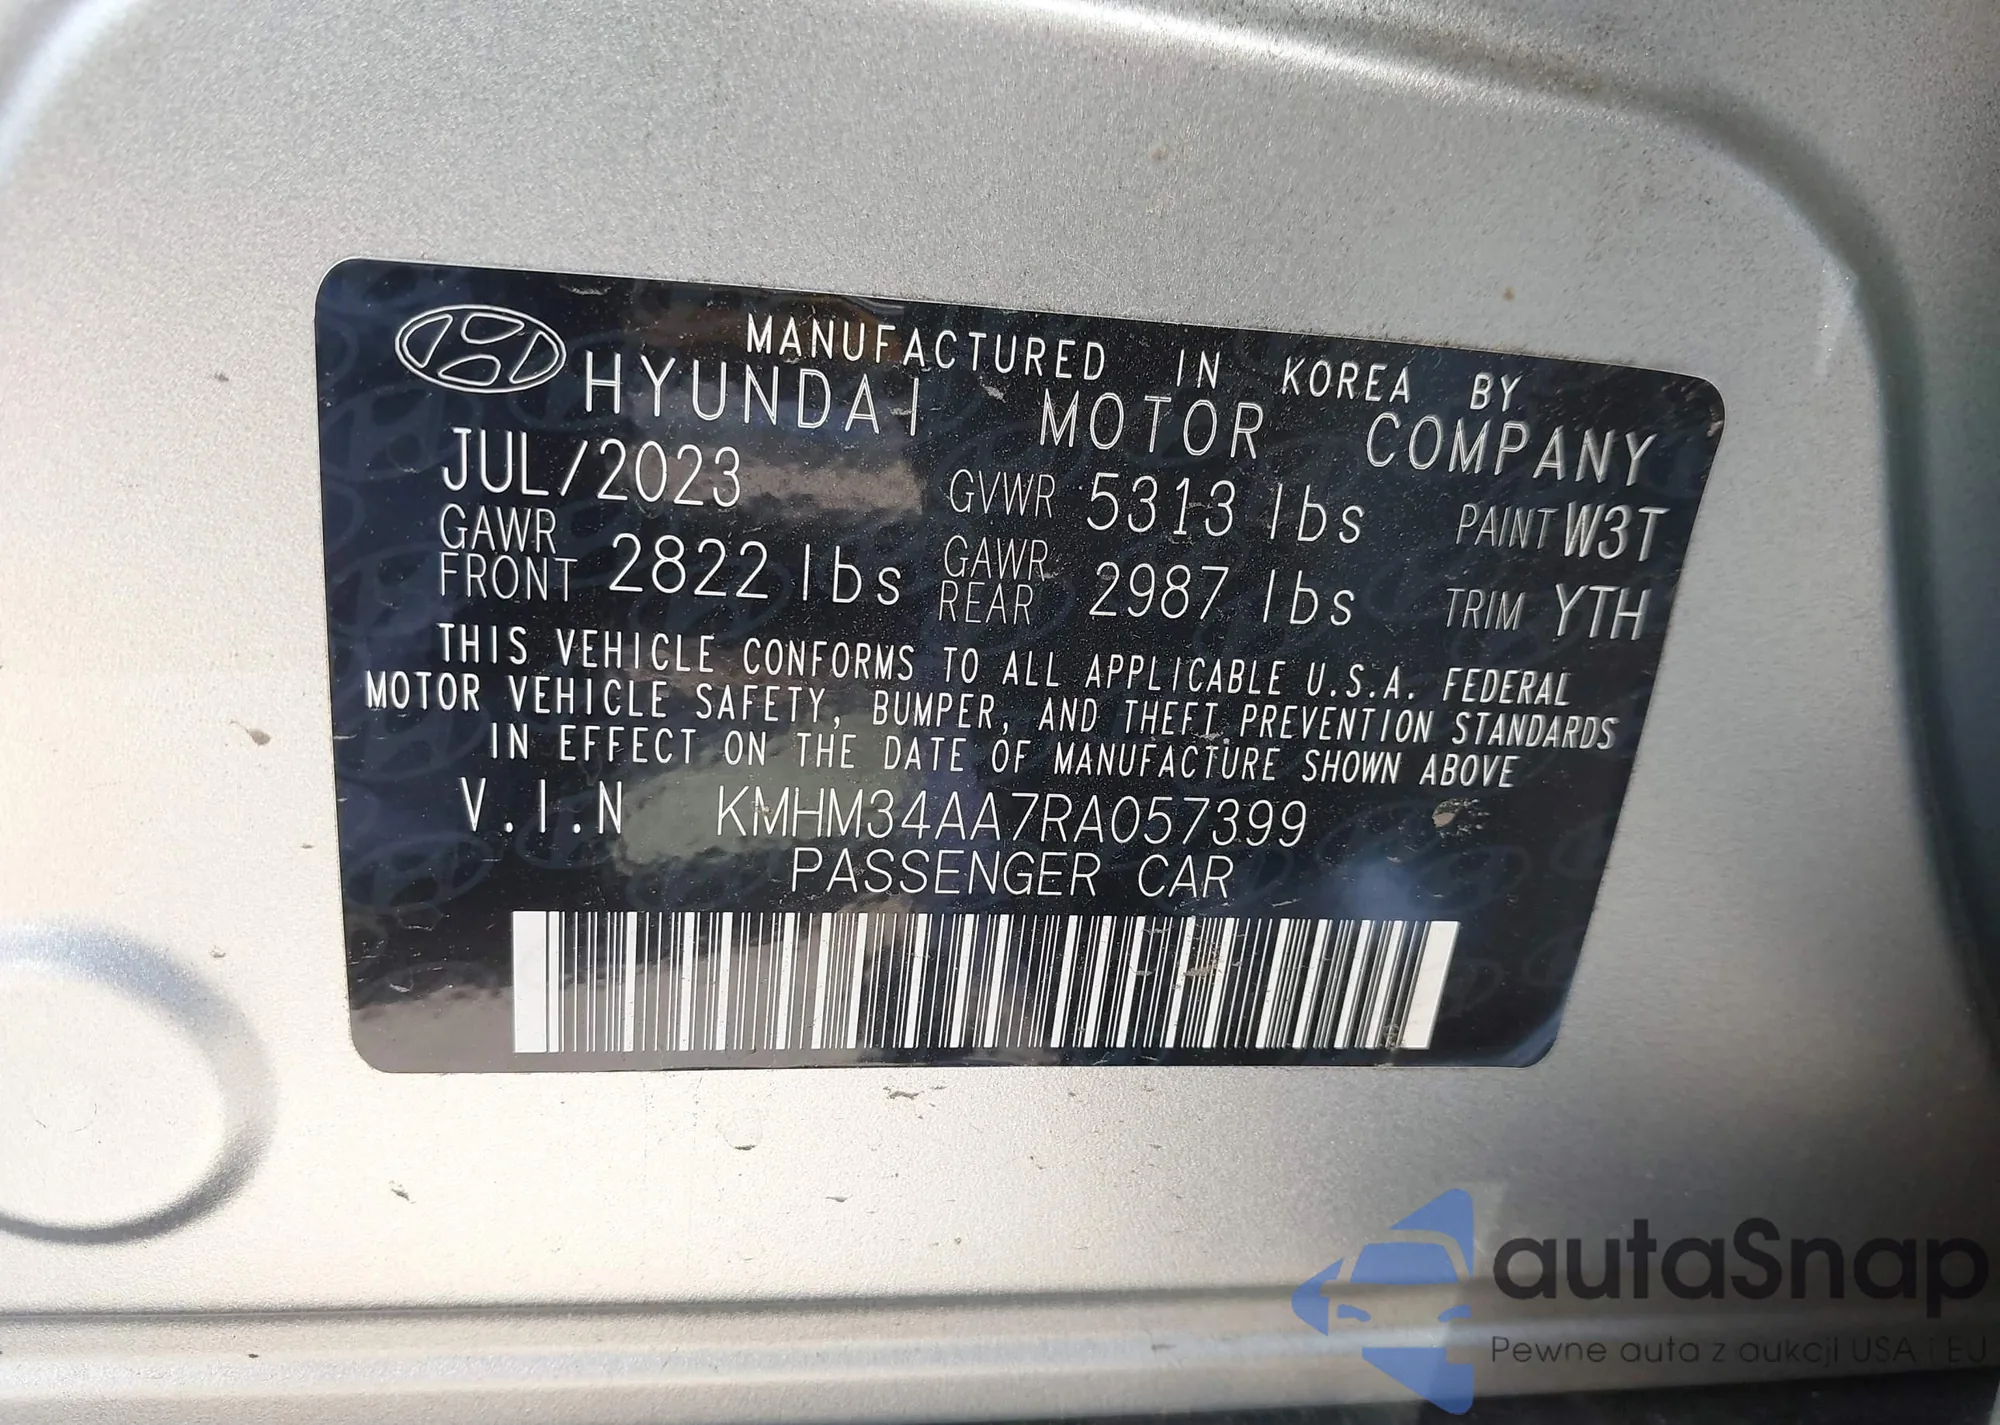 MANUFACTURED IN KOREA BY
HYUNDAI MOTOR COMPANY
JUL/2023 GVWR 5313 lbs PAINT W3T
GAWR FRONT 2822 lbs GAWR REAR 2987 lbs TRIM YTH
THIS VEHICLE CONFORMS TO ALL APPLICABLE U.S.A. FEDERAL
MOTOR VEHICLE SAFETY, BUMPER, AND THEFT PREVENTION STANDARDS
IN EFFECT ON THE DATE OF MANUFACTURE SHOWN ABOVE
V.I.N KMHM34AA7RA057399
PASSENGER CAR
autaSnap
Pewne auta z aukcji USA i EU